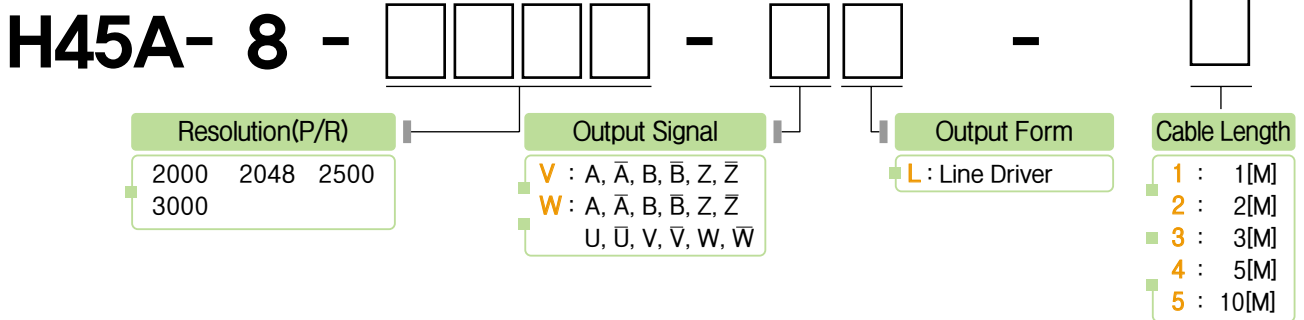 H45A- 8 - - -
Resolution(P/R)
2000 2048 2500
3000
Output Signal
V : A, A̅, B, B̅, Z, Z̅
W : A, A̅, B, B̅, Z, Z̅
U, U̅, V, V̅, W, W̅
Output Form
L : Line Driver
Cable Length
1 : 1[M]
2 : 2[M]
3 : 3[M]
4 : 5[M]
5 : 10[M]